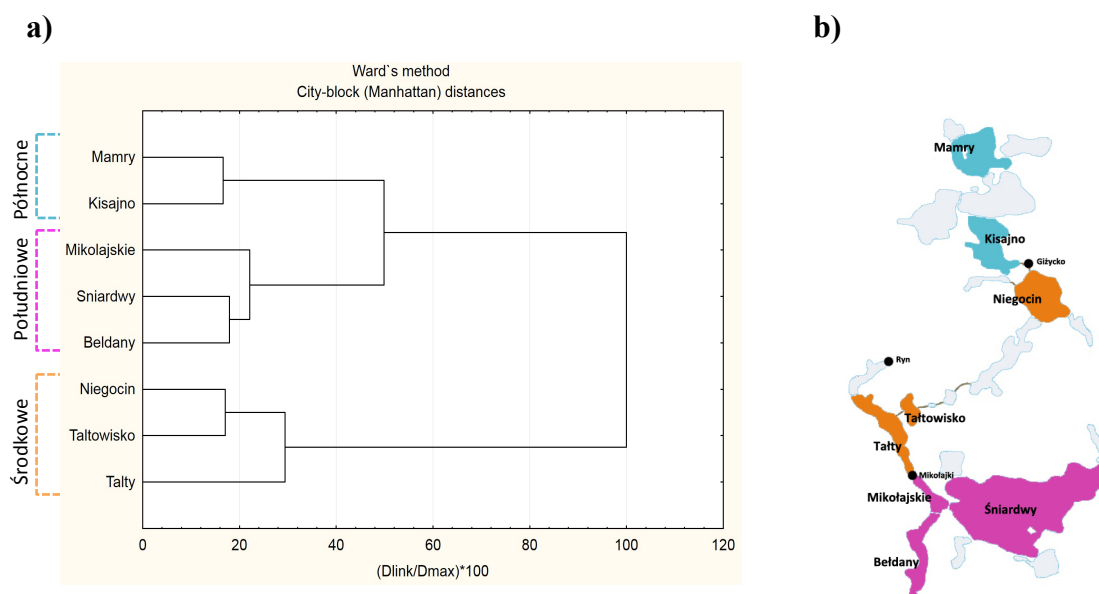 a)
Ward`s method
City-block (Manhattan) distances
Północne
Południowe
Środkowe
Mamry
Kisajno
Mikolajskie
Sniardwy
Beldany
Niegocin
Taltowisko
Talty
0 20 40 60 80 100 120
(Dlink/Dmax)*100
b)
Mamry
Kisajno
Giżycko
Niegocin
Ryn
Tałtowisko
Tałty
Mikołajki
Mikołajskie
Śniardwy
Bełdany